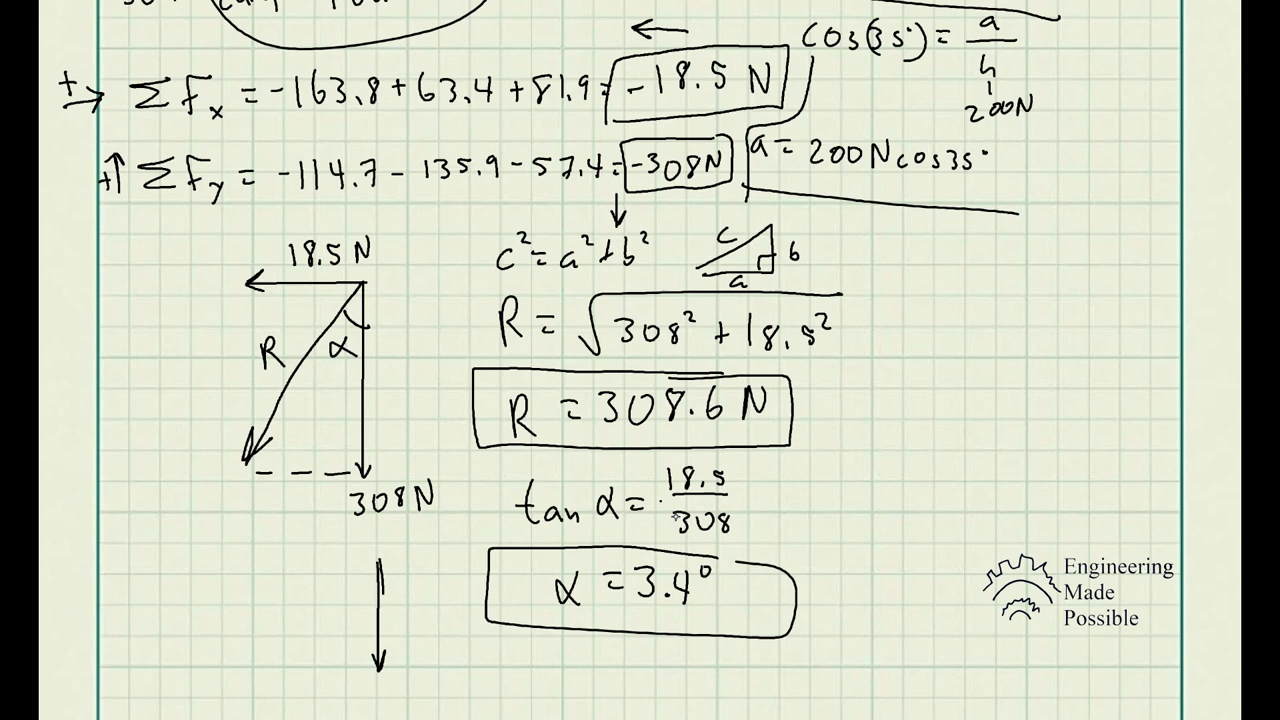 cos(35°) = a/h
200N
+→ ΣFx = -163.8 + 63.4 + 81.9 = -18.5 N
+↑ ΣFy = -114.7 - 135.9 - 57.4 = -308N
a = 200N cos35°
18.5 N
c² = a² + b²
c
b
a
R = √308² + 18.5²
R
α
R = 308.6 N
308N
tan α = 18.5/308
α = 3.4°
Engineering
Made
Possible